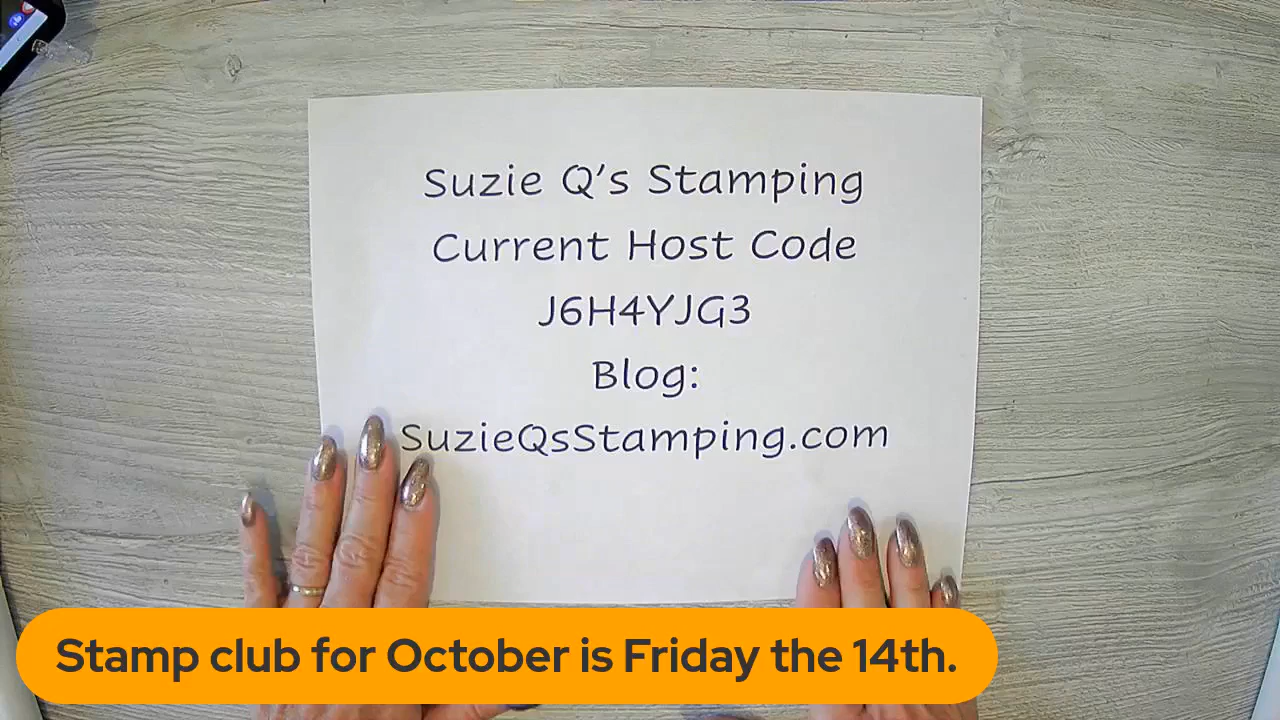 Suzie Q's Stamping
Current Host Code
J6H4YJG3
Blog:
SuzieQsStamping.com
Stamp club for October is Friday the 14th.